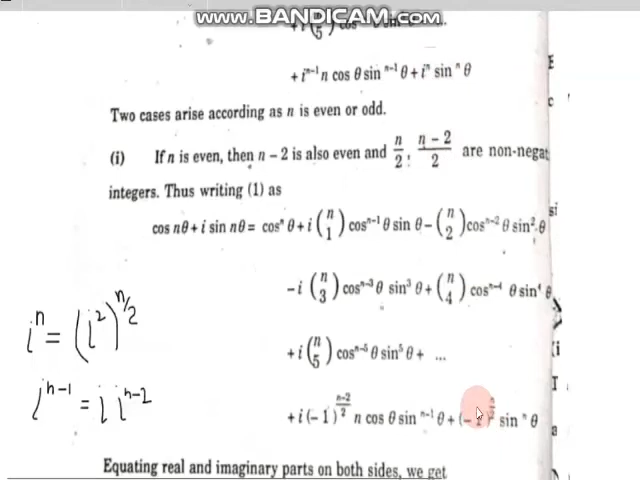 www.BANDICAM.com
+i^{n-1} n cos θ sin^{n-1} θ + i^n sin^n θ
Two cases arise according as n is even or odd.
(i) If n is even, then n − 2 is also even and n/2, (n − 2)/2 are non-negat
integers. Thus writing (1) as
cos nθ + i sin nθ = cos^n θ + i (n 1) cos^{n-1} θ sin θ − (n 2) cos^{n-2} θ sin^2 θ
−i (n 3) cos^{n-3} θ sin^3 θ + (n 4) cos^{n-4} θ sin^4 θ
+i (n 5) cos^{n-5} θ sin^5 θ + ...
+i (−1)^{(n-2)/2} n cos θ sin^{n-1} θ + (−1)^{n/2} sin^n θ
Equating real and imaginary parts on both sides, we get
i^n = (i^2)^{n/2}
i^{n-1} = i i^{n-2}